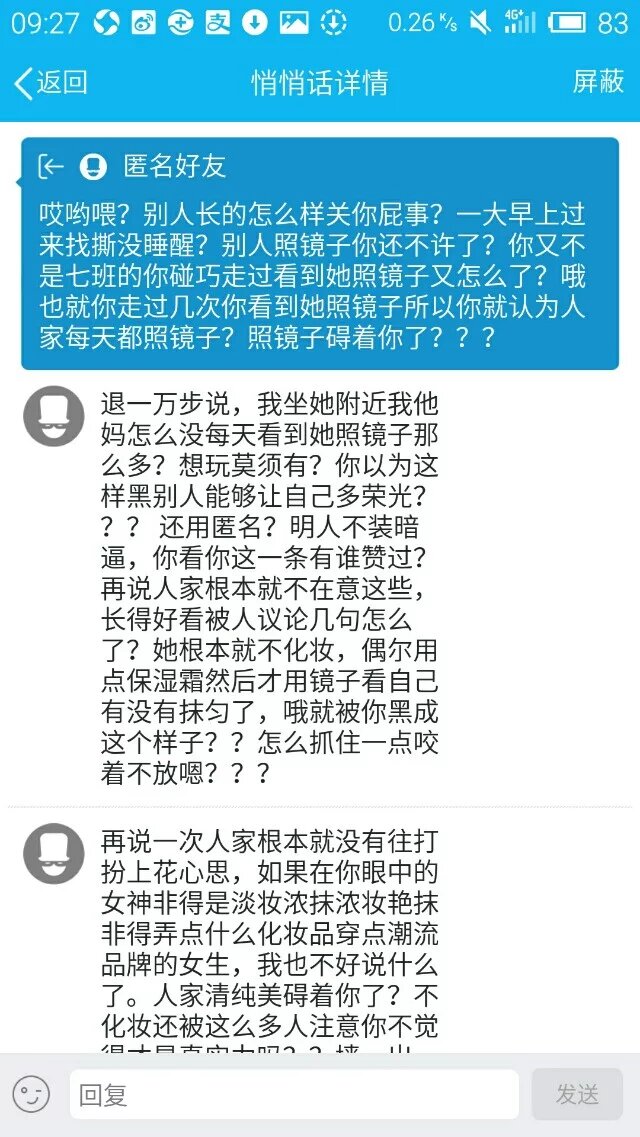 09:27
0.26 K/s
4G+
83
返回
悄悄话详情
屏蔽
匿名好友
哎哟喂？别人长的怎么样关你屁事？一大早上过
来找撕没睡醒？别人照镜子你还不许了？你又不
是七班的你碰巧走过看到她照镜子又怎么了？哦
也就你走过几次你看到她照镜子所以你就认为人
家每天都照镜子？照镜子碍着你了？？？
退一万步说，我坐她附近我他
妈怎么没每天看到她照镜子那
么多？想玩莫须有？你以为这
样黑别人能够让自己多荣光？
？？ 还用匿名？明人不装暗
逼，你看你这一条有谁赞过？
再说人家根本就不在意这些，
长得好看被人议论几句怎么
了？她根本就不化妆，偶尔用
点保湿霜然后才用镜子看自己
有没有抹匀了，哦就被你黑成
这个样子？？怎么抓住一点咬
着不放嗯？？？
再说一次人家根本就没有往打
扮上花心思，如果在你眼中的
女神非得是淡妆浓抹浓妆艳抹
非得弄点什么化妆品穿点潮流
品牌的女生，我也不好说什么
了。人家清纯美碍着你了？不
化妆还被这么多人注意你不觉
得才是真实力吗？？
回复
发送